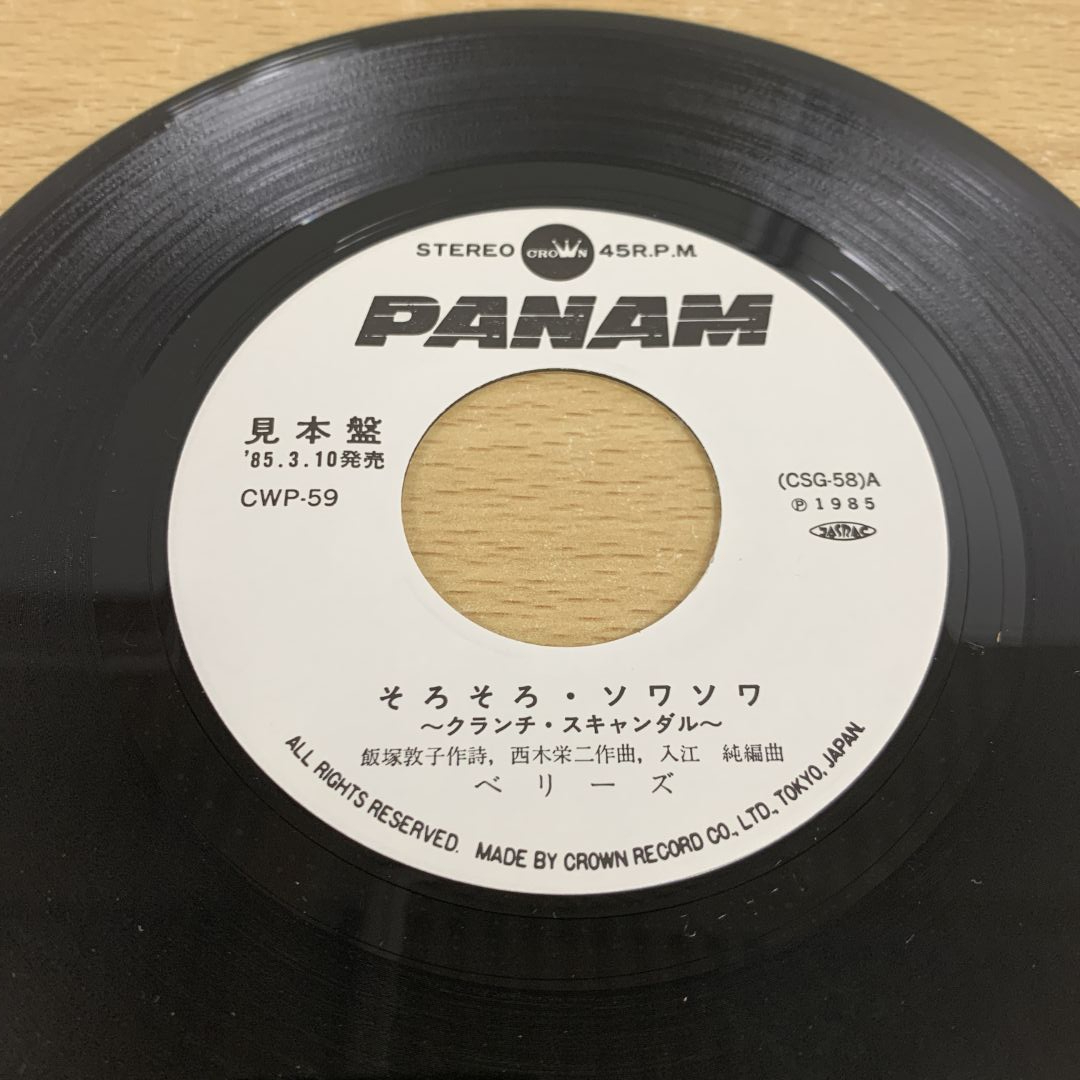 STEREO CROWN 45R.P.M.
PANAM
見本盤
'85.3.10発売
CWP-59
(CSG-58)A
Ⓟ1985
JASRAC
そろそろ・ソワソワ
〜クランチ・スキャンダル〜
飯塚敦子作詩, 西木栄二作曲, 入江 純編曲
ベリーズ
ALL RIGHTS RESERVED. MADE BY CROWN RECORD CO., LTD., TOKYO, JAPAN.